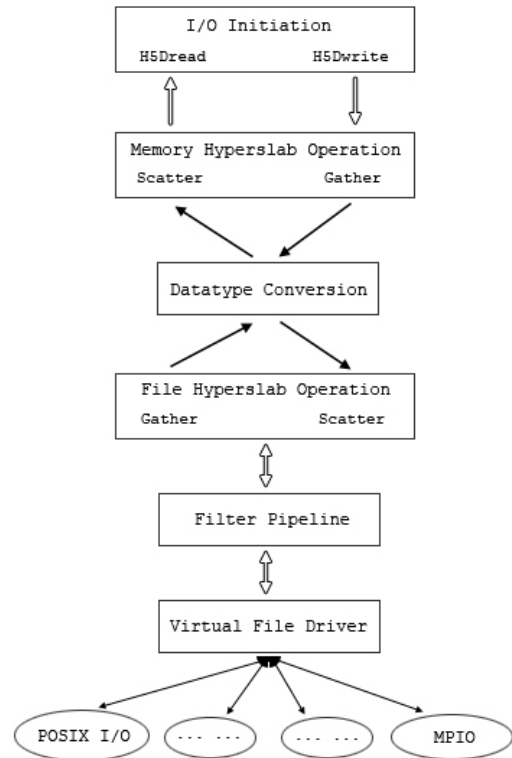 I/O Initiation
H5Dread H5Dwrite
Memory Hyperslab Operation
Scatter Gather
Datatype Conversion
File Hyperslab Operation
Gather Scatter
Filter Pipeline
Virtual File Driver
POSIX I/O ... ... ... ... MPIO